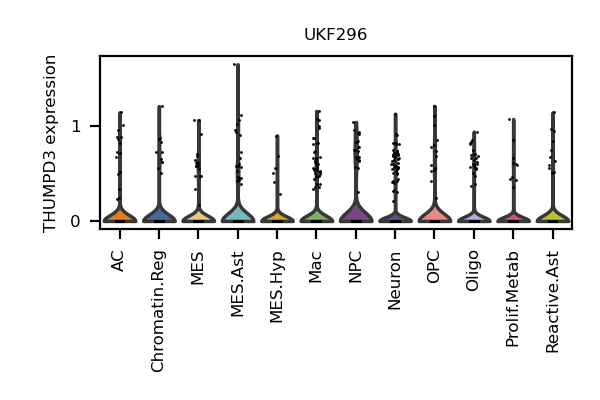 UKF296
THUMPD3 expression
1
0
AC
Chromatin.Reg
MES
MES.Ast
MES.Hyp
Mac
NPC
Neuron
OPC
Oligo
Prolif.Metab
Reactive.Ast